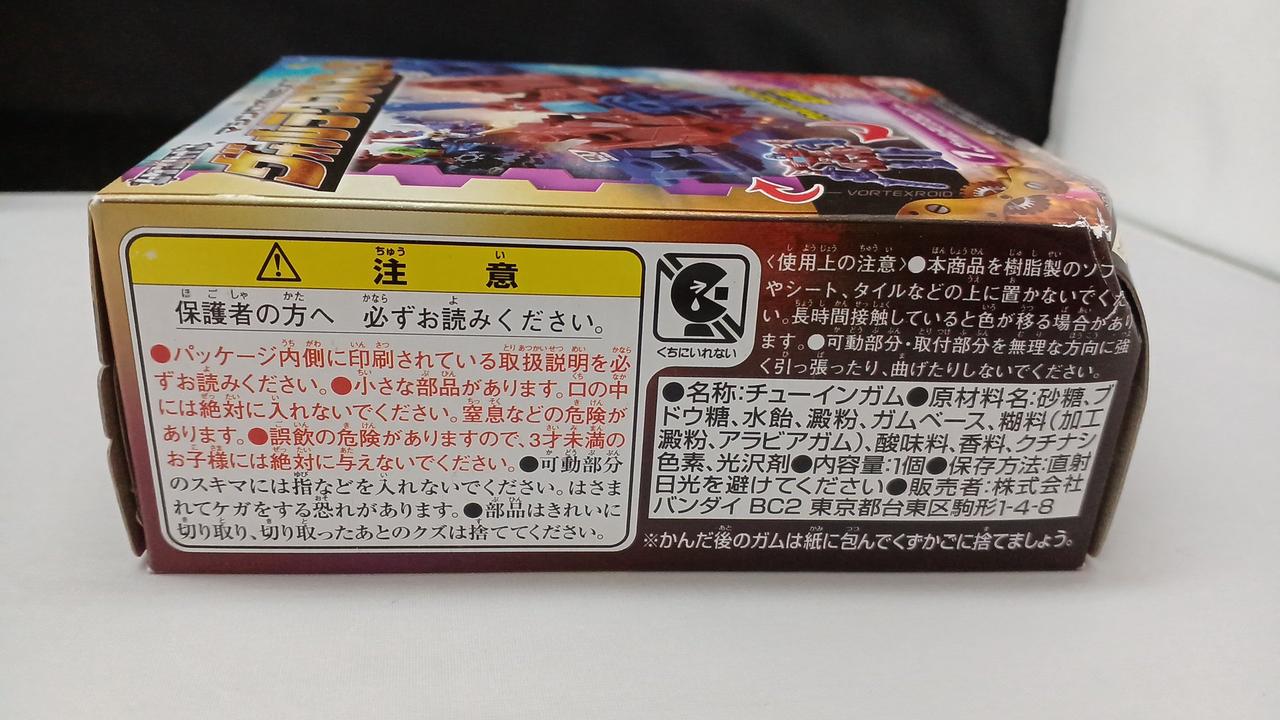 VORTEXROID
注意
保護者の方へ 必ずお読みください。
●パッケージ内側に印刷されている取扱説明を必
ずお読みください。●小さな部品があります。口の中
には絶対に入れないでください。窒息などの危険が
あります。●誤飲の危険がありますので、3才未満の
お子様には絶対に与えないでください。●可動部分
のスキマには指などを入れないでください。はさま
れてケガをする恐れがあります。●部品はきれいに
切り取り、切り取ったあとのクズは捨ててください。
くちにいれない
〈使用上の注意〉●本商品を樹脂製のソフ
やシート、タイルなどの上に置かないでくだ
い。長時間接触していると色が移る場合があり
ます。●可動部分・取付部分を無理な方向に強
く引っ張ったり、曲げたりしないでください。
●名称:チューインガム●原材料名:砂糖、ブ
ドウ糖、水飴、澱粉、ガムベース、糊料(加工
澱粉、アラビアガム)、酸味料、香料、クチナシ
色素、光沢剤●内容量:1個●保存方法:直射
日光を避けてください●販売者:株式会社
バンダイ BC2 東京都台東区駒形1-4-8
※かんだ後のガムは紙に包んでくずかごに捨てましょう。